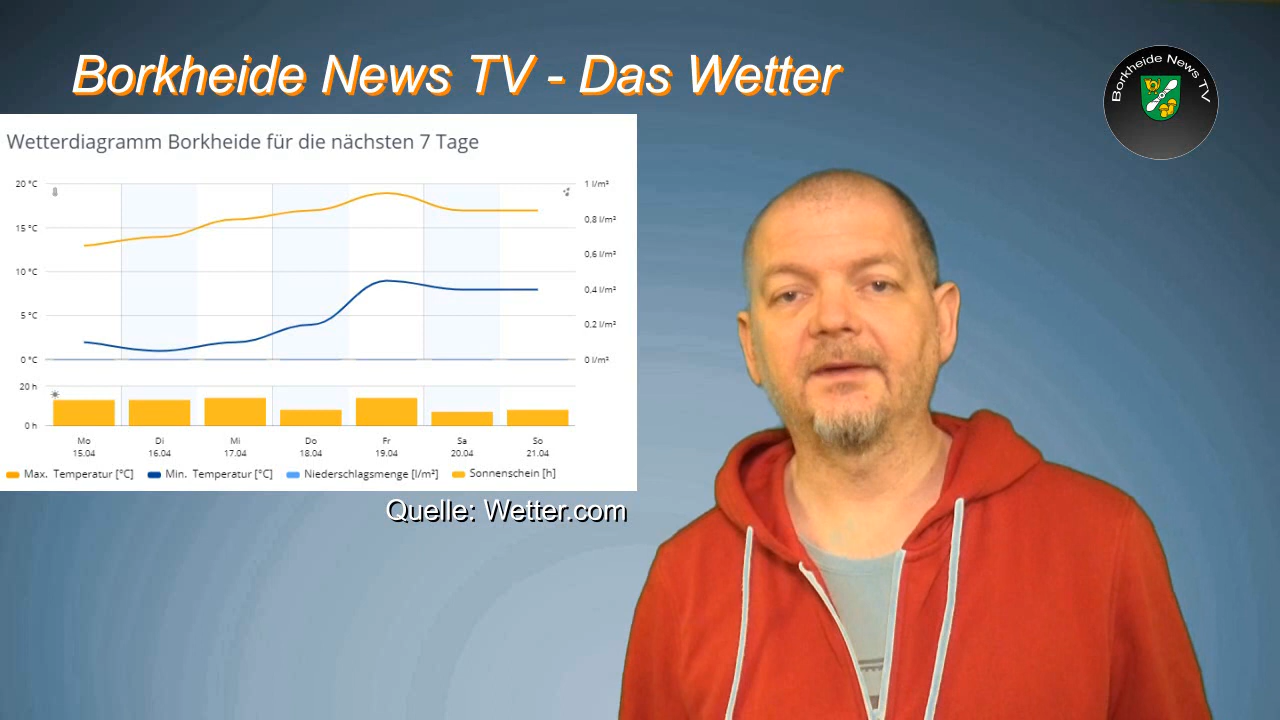 Borkheide News TV - Das Wetter
Borkheide News TV
Wetterdiagramm Borkheide für die nächsten 7 Tage
20 °C
15 °C
10 °C
5 °C
0 °C
1 l/m²
0,8 l/m²
0,6 l/m²
0,4 l/m²
0,2 l/m²
0 l/m²
20 h
0 h
Mo Di Mi Do Fr Sa So
15.04 16.04 17.04 18.04 19.04 20.04 21.04
Max. Temperatur [°C] Min. Temperatur [°C] Niederschlagsmenge [l/m²] Sonnenschein [h]
Quelle: Wetter.com